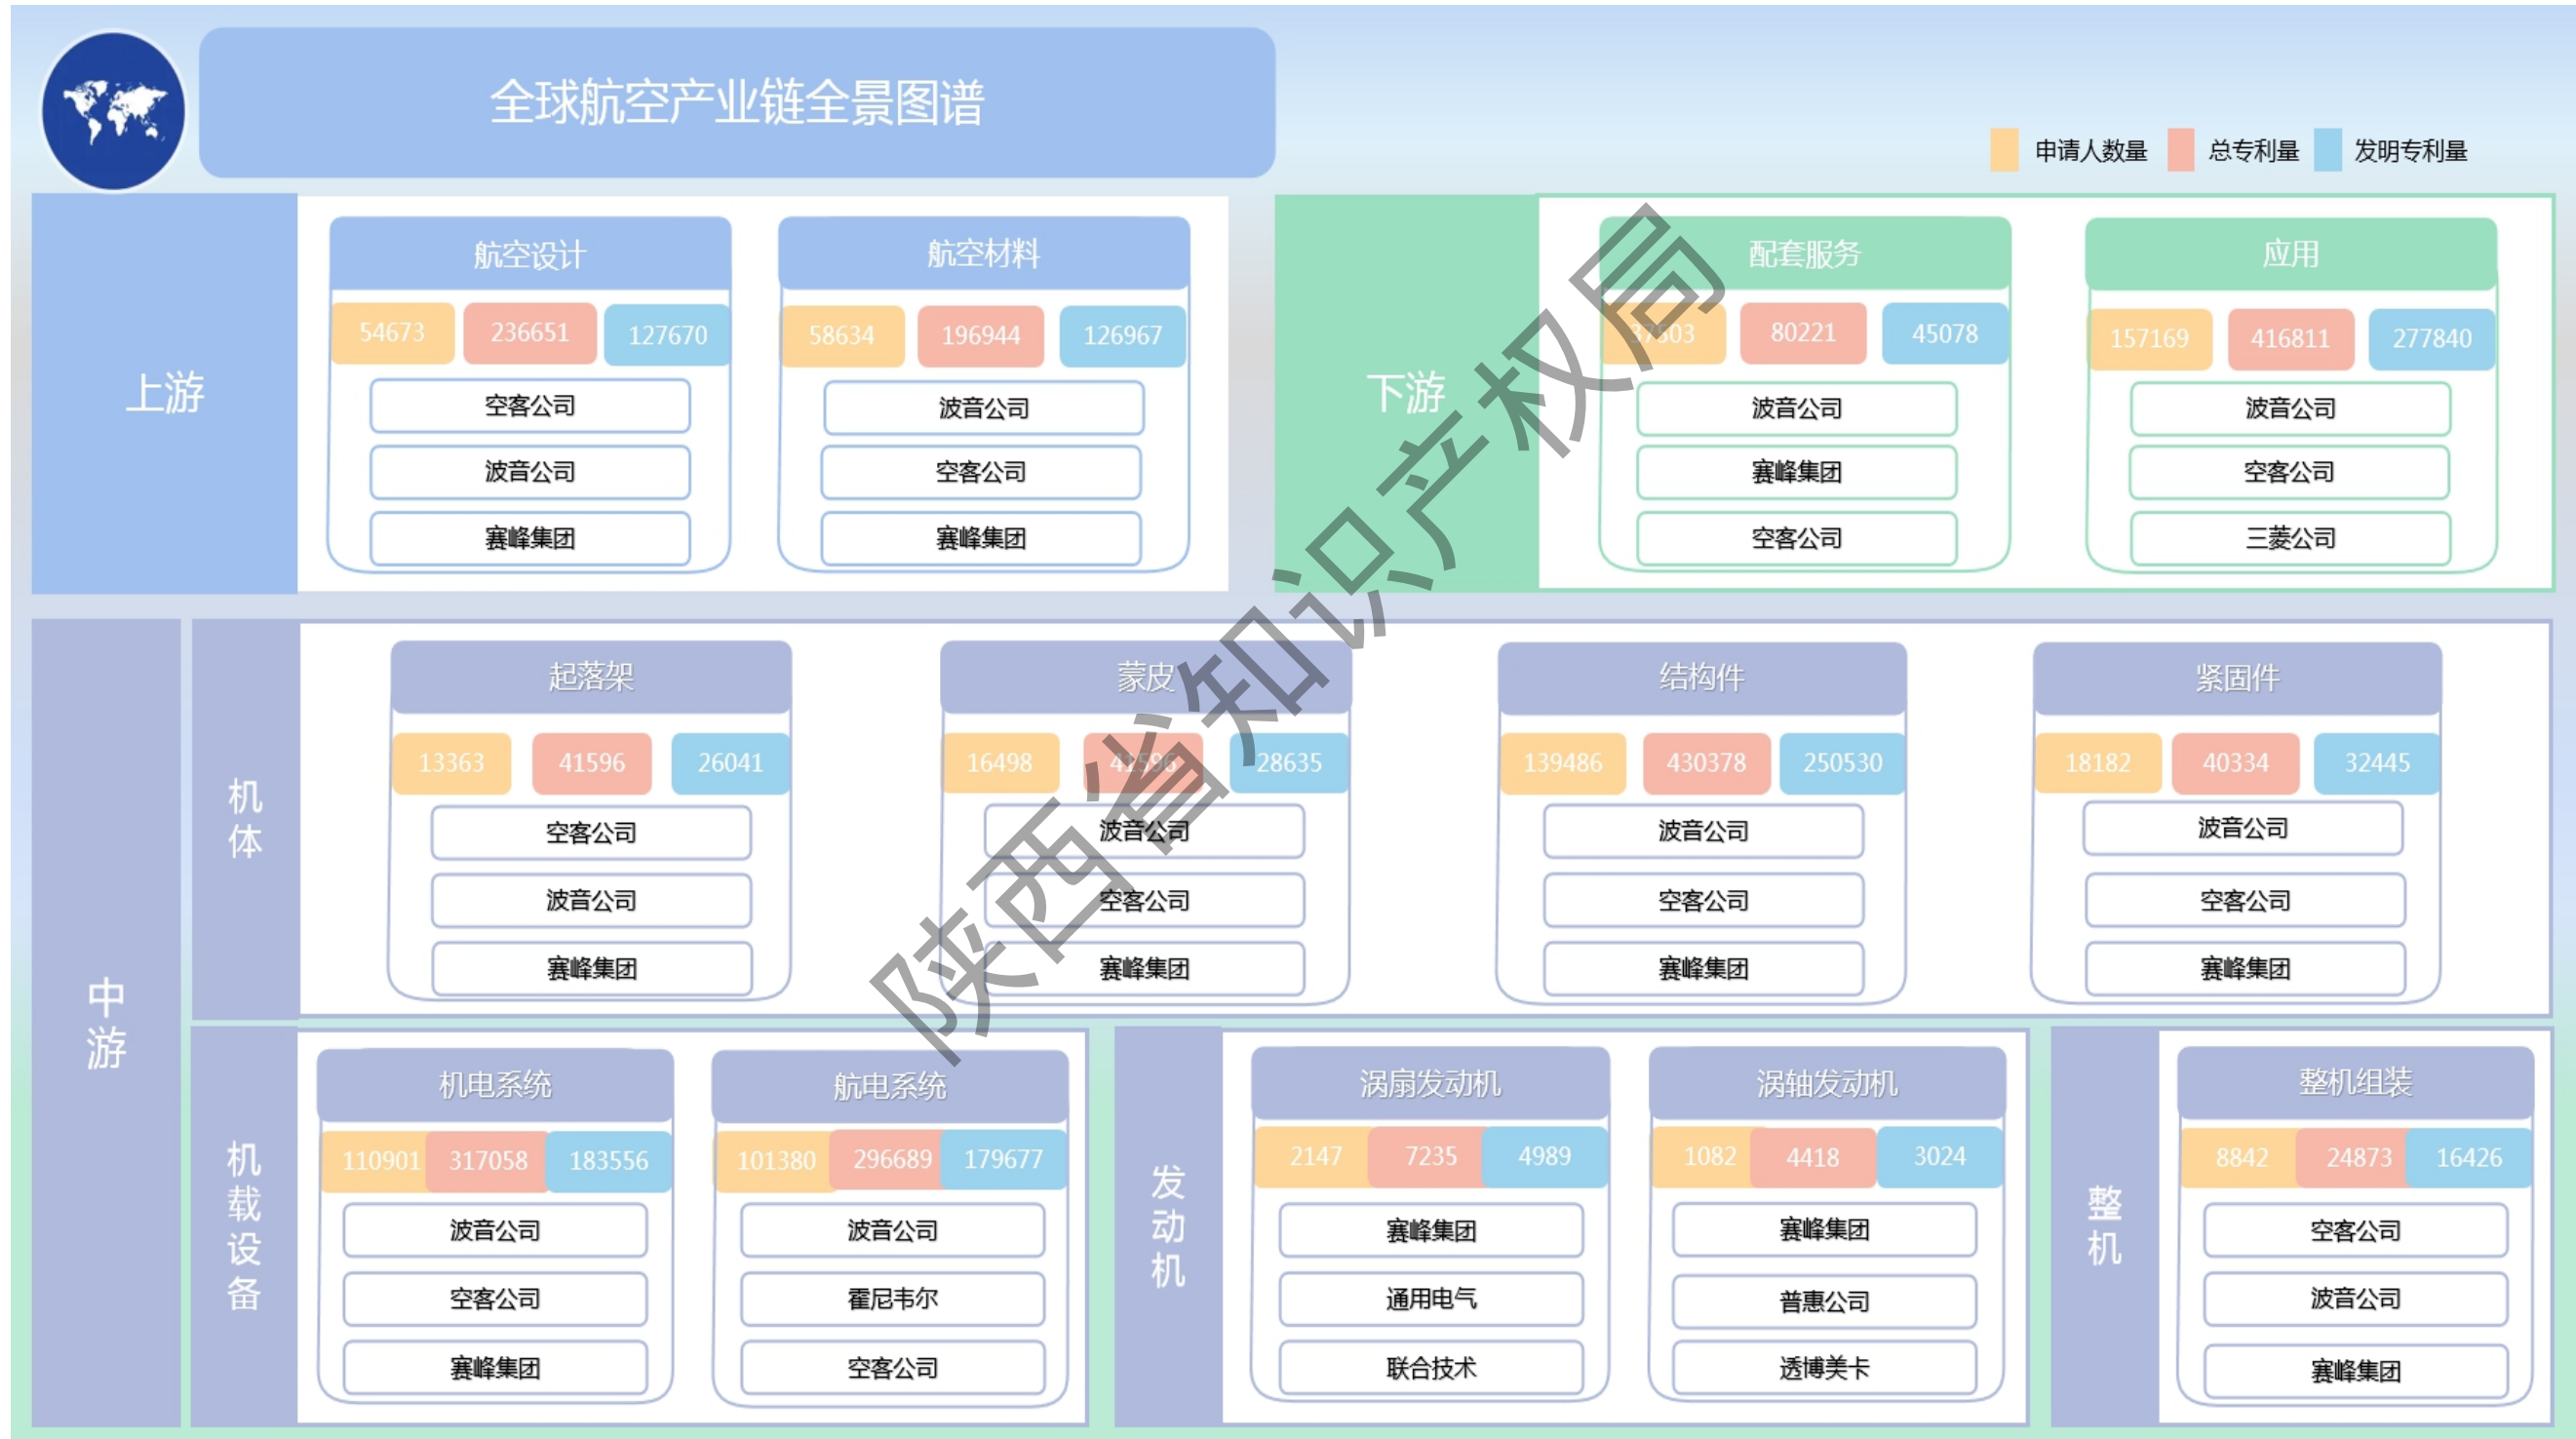 全球航空产业链全景图谱
申请人数量 总专利量 发明专利量
上游
航空设计
54673 236651 127670
空客公司
波音公司
赛峰集团
航空材料
58634 196944 126967
波音公司
空客公司
赛峰集团
下游
配套服务
37503 80221 45078
波音公司
赛峰集团
空客公司
应用
157169 416811 277840
波音公司
空客公司
三菱公司
中游
机体
起落架
13363 41596 26041
空客公司
波音公司
赛峰集团
蒙皮
16498 41596 28635
波音公司
空客公司
赛峰集团
结构件
139486 430378 250530
波音公司
空客公司
赛峰集团
紧固件
18182 40334 32445
波音公司
空客公司
赛峰集团
机载设备
机电系统
110901 317058 183556
波音公司
空客公司
赛峰集团
航电系统
101380 296689 179677
波音公司
霍尼韦尔
空客公司
发动机
涡扇发动机
2147 7235 4989
赛峰集团
通用电气
联合技术
涡轴发动机
1082 4418 3024
赛峰集团
普惠公司
透博美卡
整机
整机组装
8842 24873 16426
空客公司
波音公司
赛峰集团
陕西省知识产权局